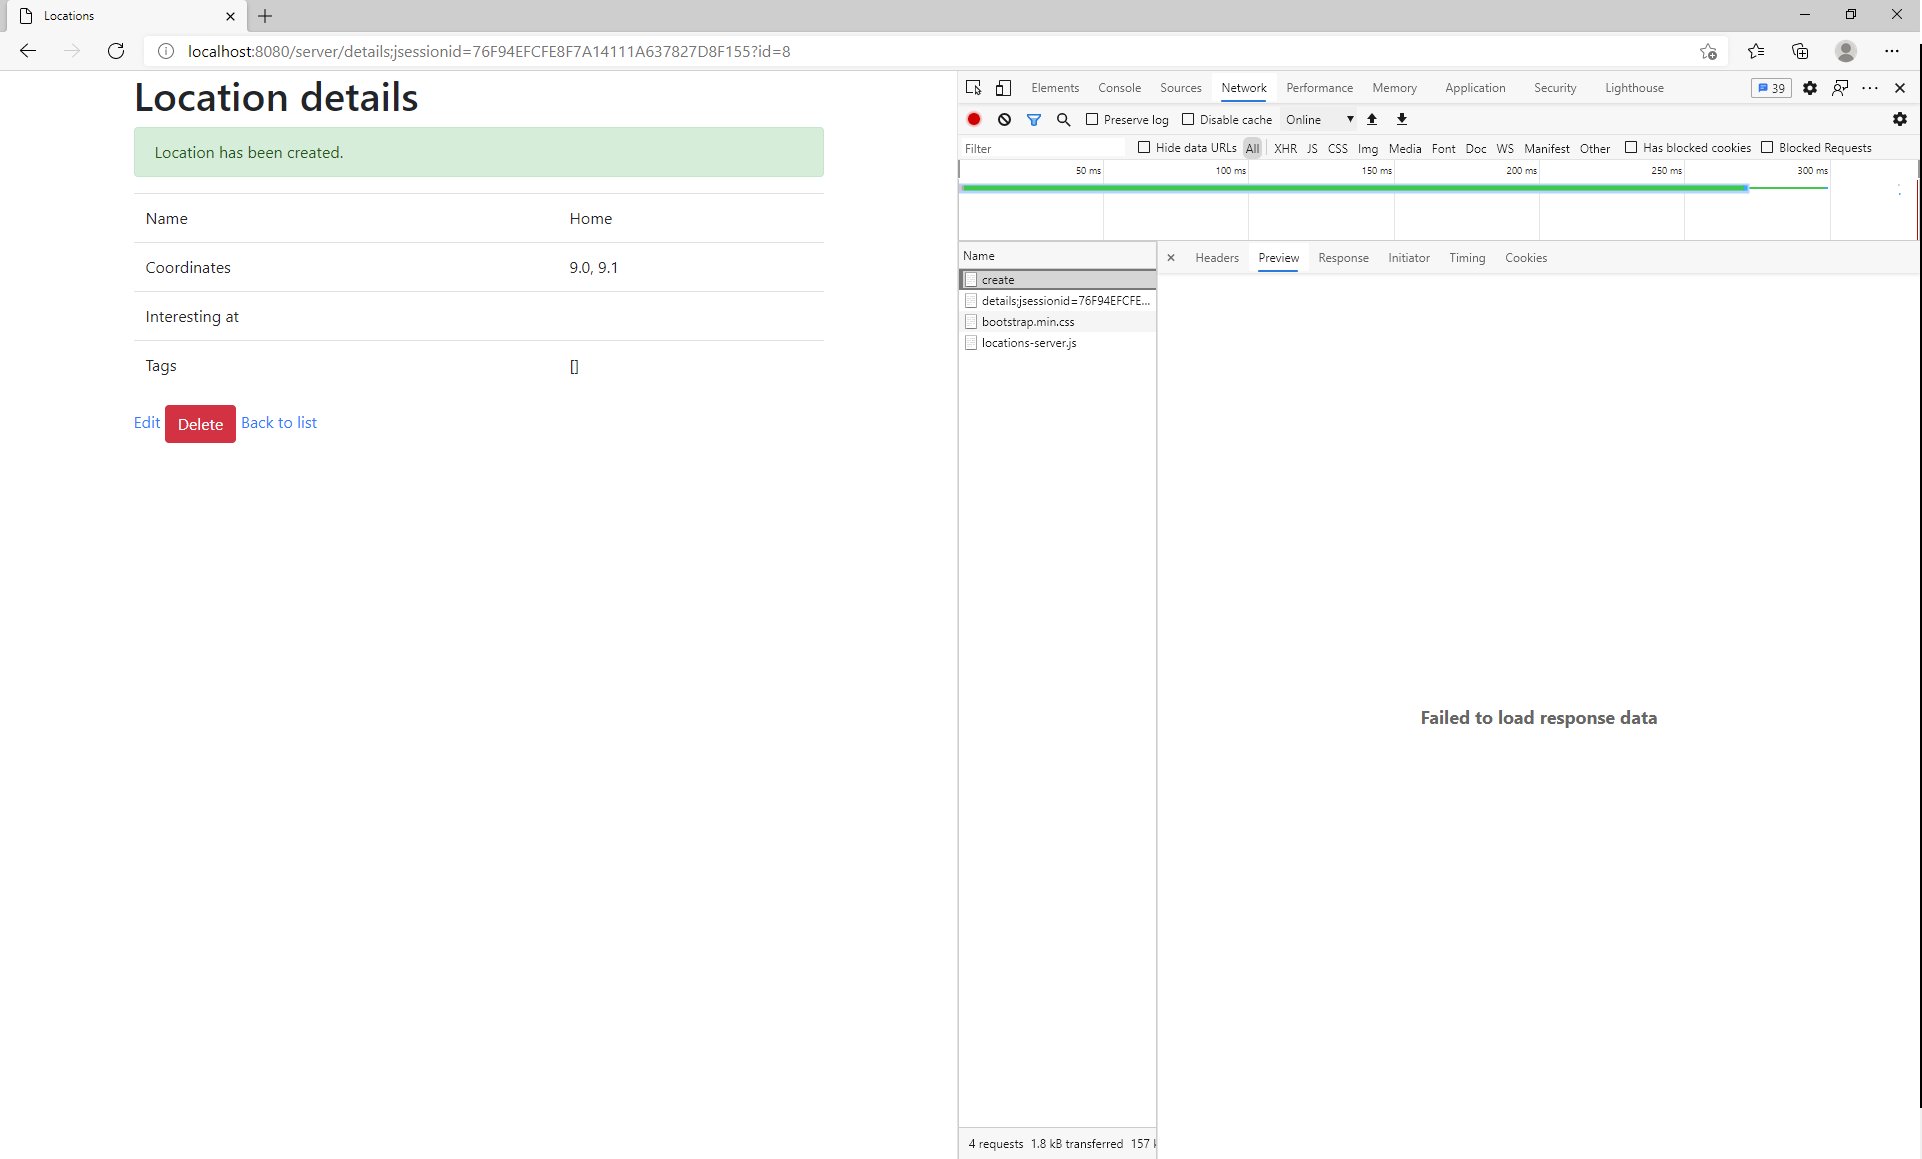 Locations
localhost:8080/server/details;jsessionid=76F94EFCFE8F7A14111A637827D8F155?id=8
Location details
Location has been created.
Name Home
Coordinates 9.0, 9.1
Interesting at
Tags []
Edit Delete Back to list
Elements Console Sources Network Performance Memory Application Security Lighthouse 39
Preserve log Disable cache Online
Filter Hide data URLs All XHR JS CSS Img Media Font Doc WS Manifest Other Has blocked cookies Blocked Requests
50 ms 100 ms 150 ms 200 ms 250 ms 300 ms
Name
create
details;jsessionid=76F94EFCFE...
bootstrap.min.css
locations-server.js
Headers Preview Response Initiator Timing Cookies
Failed to load response data
4 requests 1.8 kB transferred 157